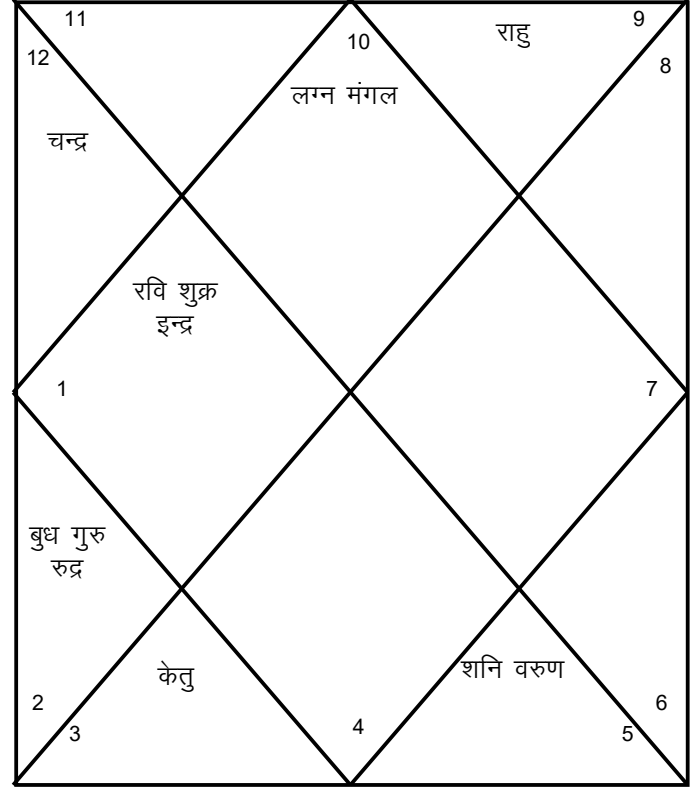 11
10
राहु
9
12
8
लग्न मंगल
चन्द्र
रवि शुक्र
इन्द्र
1
7
बुध गुरु
रुद्र
केतु
शनि वरुण
2
6
3
4
5